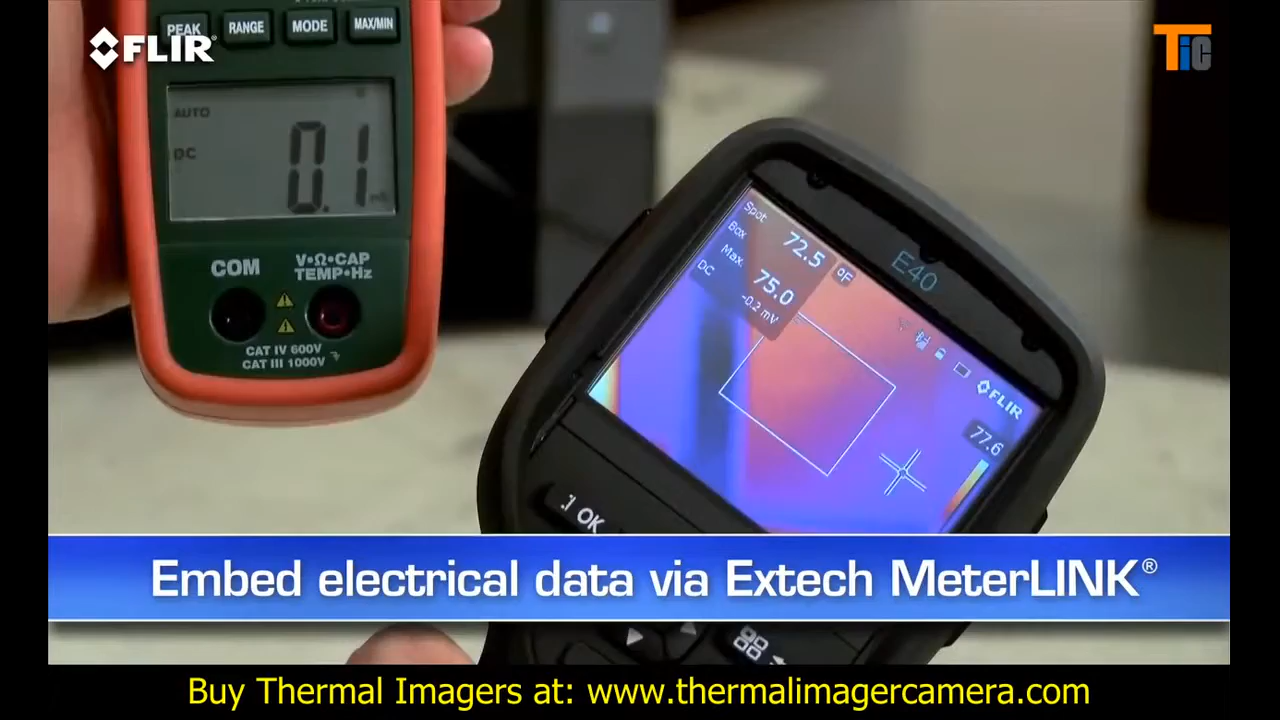 PEAK RANGE MODE MAX/MIN
FLIR
TiC
AUTO
DC
0.1
COM V•Ω•CAP
TEMP•Hz
CAT IV 600V
CAT III 1000V
E40
Spot 72.5 °F
Box
Max. 75.0
DC -0.2 mV
FLIR
77.6
OK
Embed electrical data via Extech MeterLINK®
Buy Thermal Imagers at: www.thermalimagercamera.com